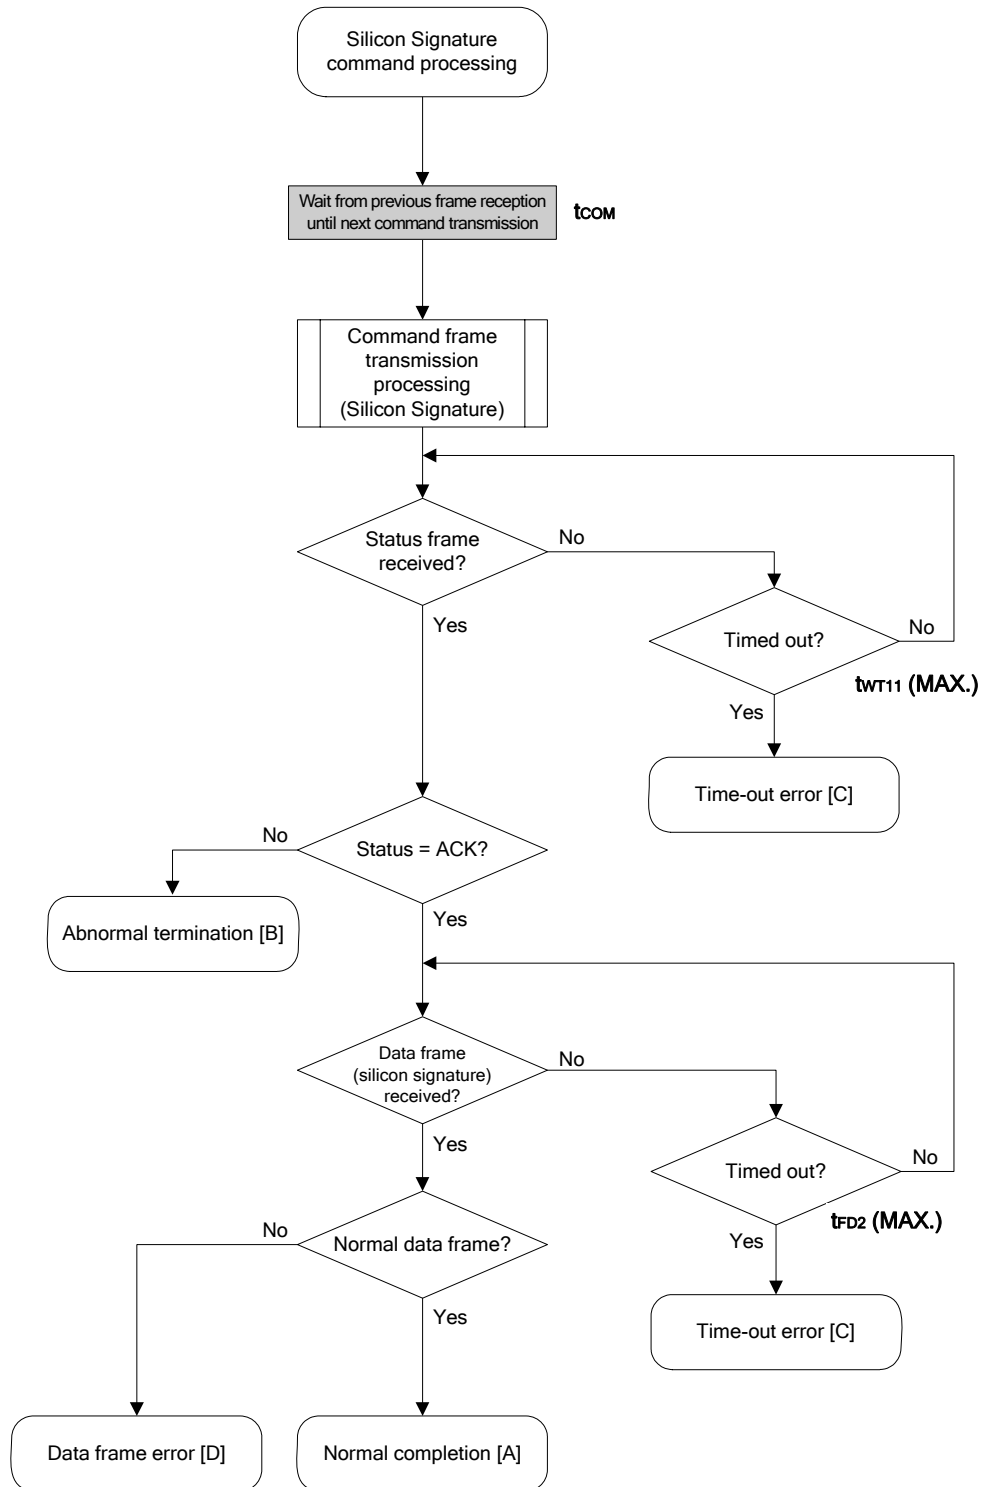 Silicon Signature
command processing
Wait from previous frame reception
until next command transmission
tCOM
Command frame
transmission
processing
(Silicon Signature)
Status frame
received?
No
Yes
Timed out?
No
tWT11 (MAX.)
Yes
Time-out error [C]
Status = ACK?
No
Abnormal termination [B]
Yes
Data frame
(silicon signature)
received?
No
Yes
Timed out?
No
tFD2 (MAX.)
Yes
Time-out error [C]
Normal data frame?
No
Yes
Data frame error [D]
Normal completion [A]